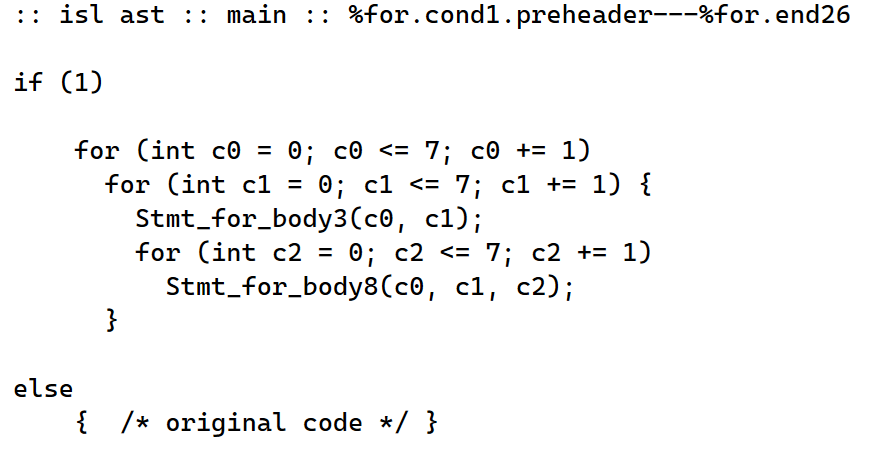 :: isl ast :: main :: %for.cond1.preheader---%for.end26
if (1)
for (int c0 = 0; c0 <= 7; c0 += 1)
for (int c1 = 0; c1 <= 7; c1 += 1) {
Stmt_for_body3(c0, c1);
for (int c2 = 0; c2 <= 7; c2 += 1)
Stmt_for_body8(c0, c1, c2);
}
else
{  /* original code */ }